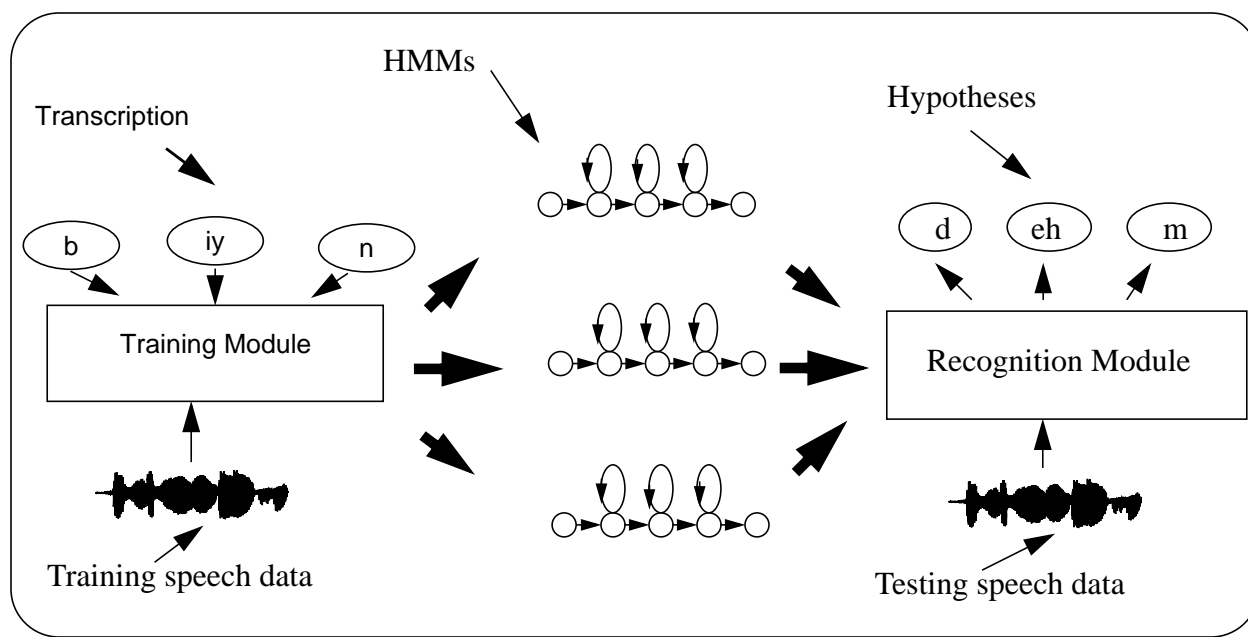 HMMs
Transcription
Hypotheses
b
iy
n
d
eh
m
Training Module
Recognition Module
Training speech data
Testing speech data